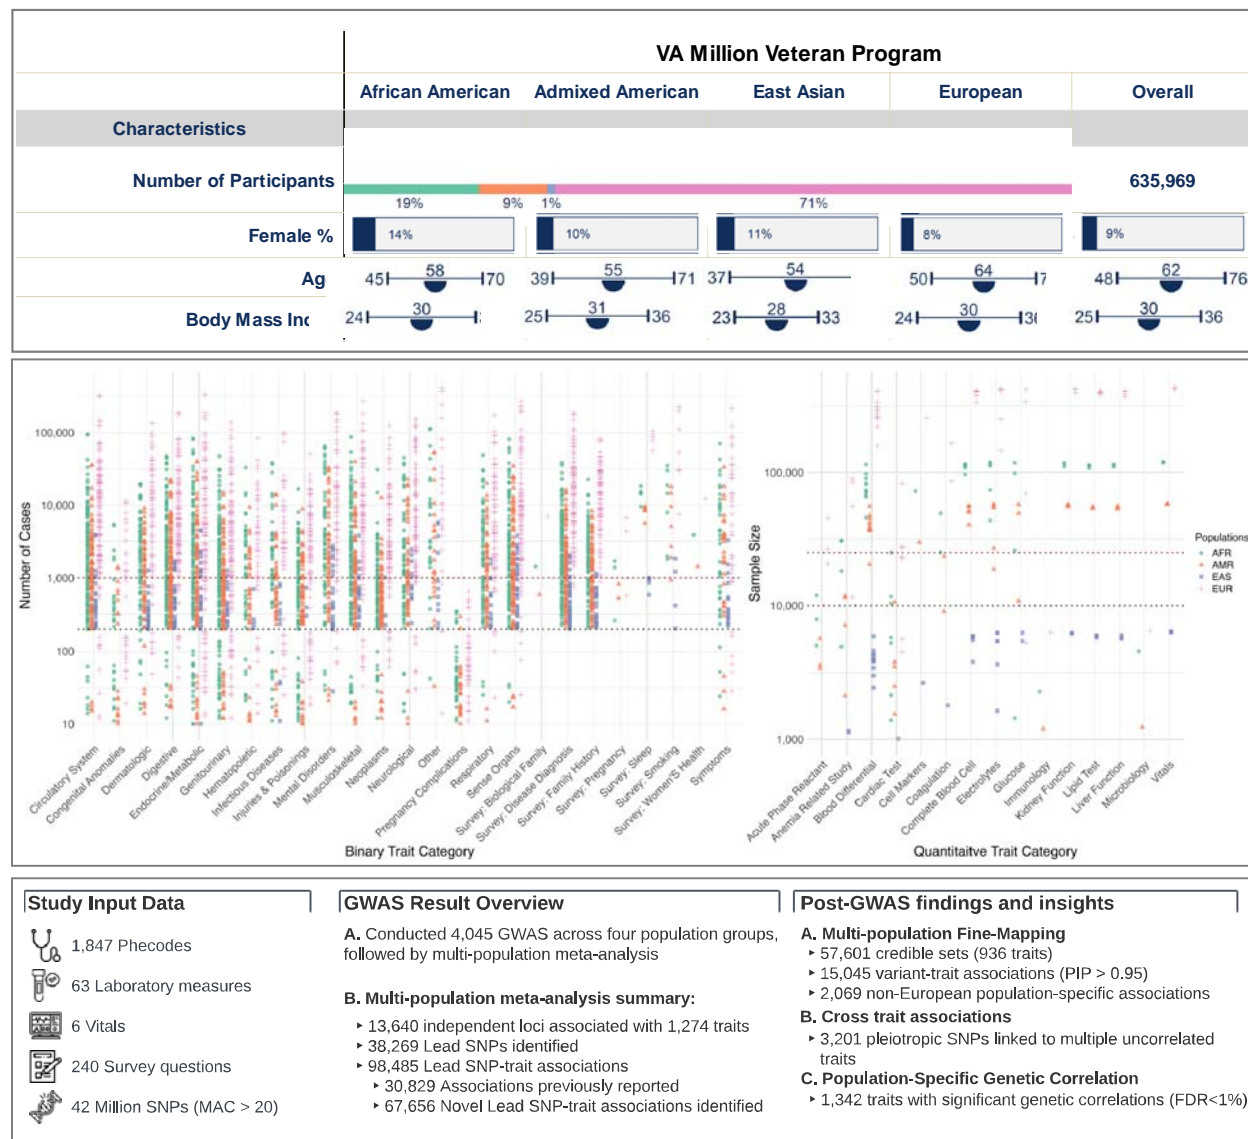 VA Million Veteran Program
African American Admixed American East Asian European Overall
Characteristics
Number of Participants 635,969
19% 9% 1% 71%
Female % 14% 10% 11% 8% 9%
Ag 45 58 70 39 55 71 37 54 50 64 48 62 76
Body Mass Inc 24 30 25 31 36 23 28 33 24 30 25 30 36
Number of Cases
100,000
10,000
1,000
100
10
Circulatory System
Congenital Anomalies
Dermatologic
Digestive
Endocrine/Metabolic
Genitourinary
Hematopoietic
Infectious Diseases
Injuries & Poisonings
Mental Disorders
Musculoskeletal
Neoplasms
Neurological
Other
Pregnancy Complications
Respiratory
Sense Organs
Survey: Biological Family
Survey: Disease Diagnosis
Survey: Family History
Survey: Pregnancy
Survey: Sleep
Survey: Smoking
Survey: Women'S Health
Symptoms
Binary Trait Category
Sample Size
100,000
10,000
1,000
Acute Phase Reactant
Anemia Related Study
Blood Differential
Cardiac Test
Cell Markers
Coagulation
Complete Blood Cell
Electrolytes
Glucose
Immunology
Kidney Function
Lipid Test
Liver Function
Microbiology
Vitals
Quantitaitve Trait Category
Populations
AFR
AMR
EAS
EUR
Study Input Data
1,847 Phecodes
63 Laboratory measures
6 Vitals
240 Survey questions
42 Million SNPs (MAC > 20)
GWAS Result Overview
A. Conducted 4,045 GWAS across four population groups,
followed by multi-population meta-analysis
B. Multi-population meta-analysis summary:
‣ 13,640 independent loci associated with 1,274 traits
‣ 38,269 Lead SNPs identified
‣ 98,485 Lead SNP-trait associations
‣ 30,829 Associations previously reported
‣ 67,656 Novel Lead SNP-trait associations identified
Post-GWAS findings and insights
A. Multi-population Fine-Mapping
‣ 57,601 credible sets (936 traits)
‣ 15,045 variant-trait associations (PIP > 0.95)
‣ 2,069 non-European population-specific associations
B. Cross trait associations
‣ 3,201 pleiotropic SNPs linked to multiple uncorrelated
traits
C. Population-Specific Genetic Correlation
‣ 1,342 traits with significant genetic correlations (FDR<1%)